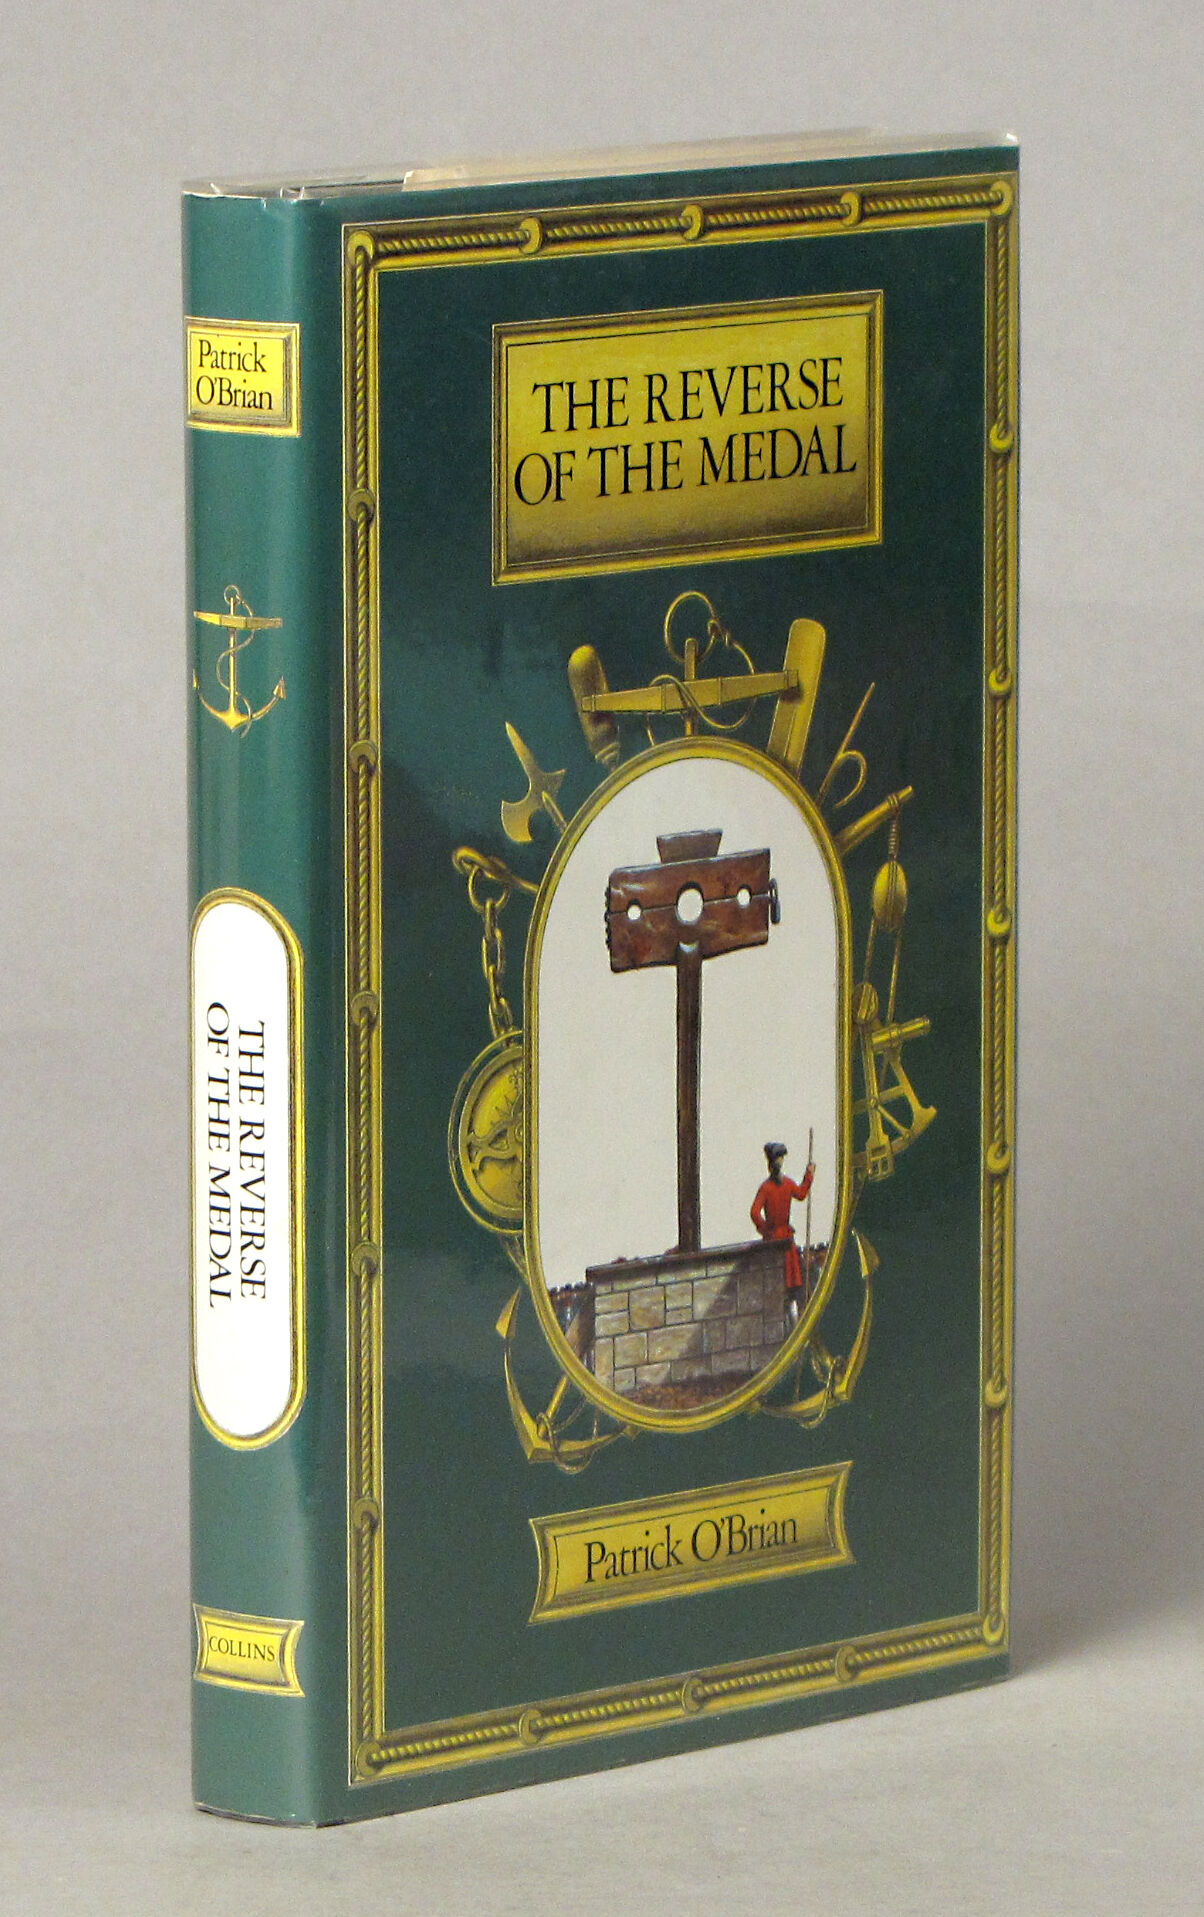 Patrick
O'Brian
THE REVERSE
OF THE MEDAL
COLLINS
THE REVERSE
OF THE MEDAL
Patrick O'Brian